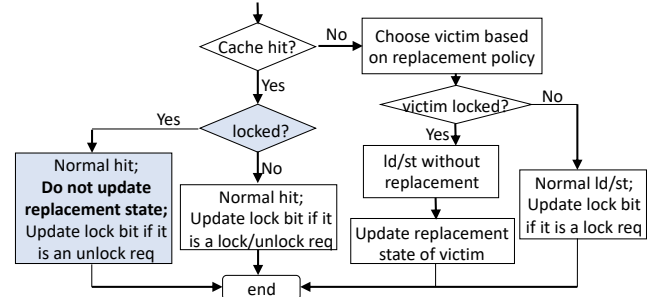 Cache hit?
No
Choose victim based
on replacement policy
Yes
victim locked?
No
Yes
locked?
Yes
No
Normal hit;
Do not update
replacement state;
Update lock bit if it
is an unlock req
Normal hit;
Update lock bit if it
is a lock/unlock req
ld/st without
replacement
Update replacement
state of victim
Normal ld/st;
Update lock bit
if it is a lock req
end